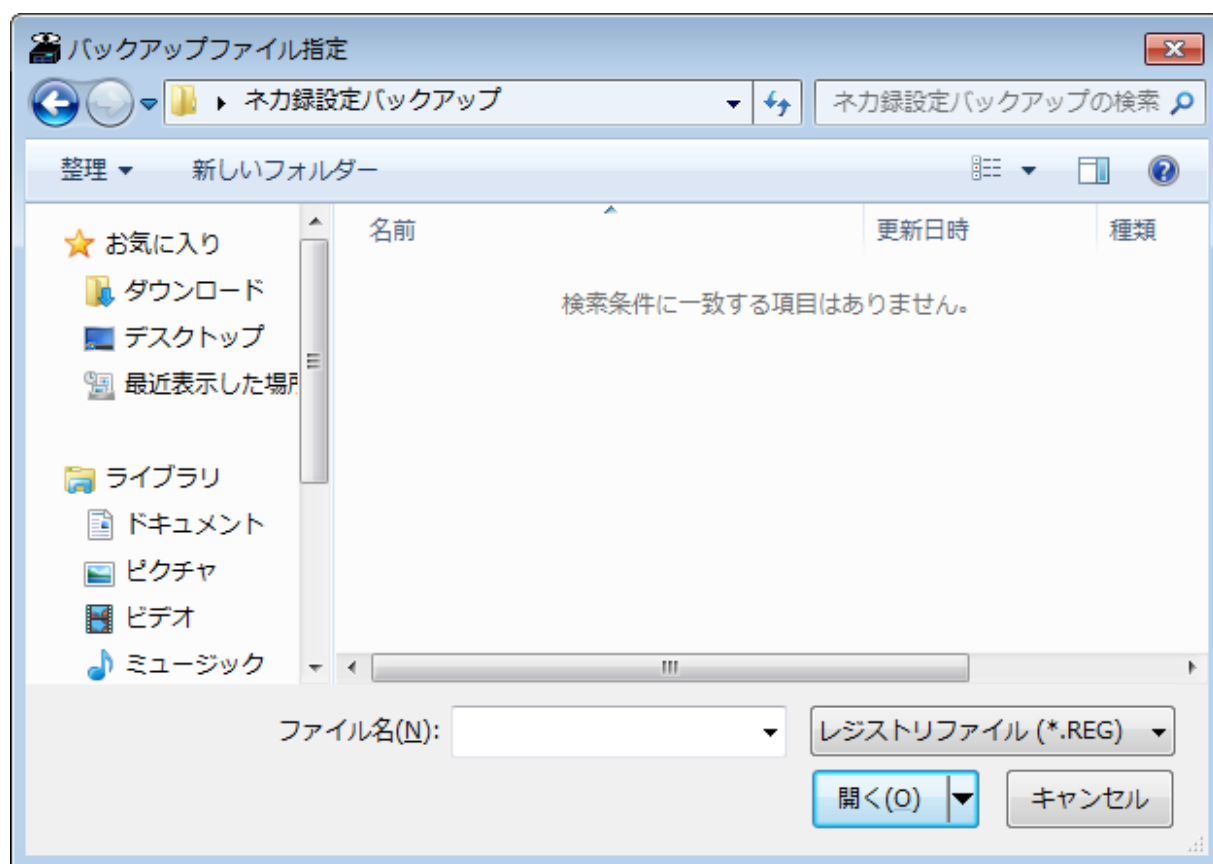 バックアップファイル指定
ネカ録設定バックアップ
ネカ録設定バックアップの検索
整理
新しいフォルダー
名前
更新日時
種類
検索条件に一致する項目はありません。
お気に入り
ダウンロード
デスクトップ
最近表示した場所
ライブラリ
ドキュメント
ピクチャ
ビデオ
ミュージック
ファイル名(N):
レジストリファイル (*.REG)
開く(O)
キャンセル